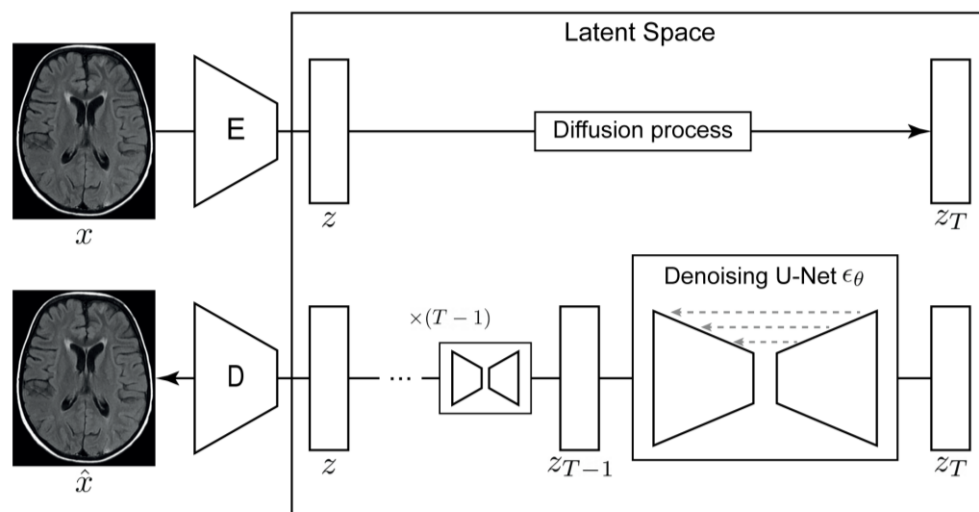 Latent Space
E
Diffusion process
x
z
z_T
Denoising U-Net ϵ_θ
×(T − 1)
D
...
x̂
z
z_{T−1}
z_T